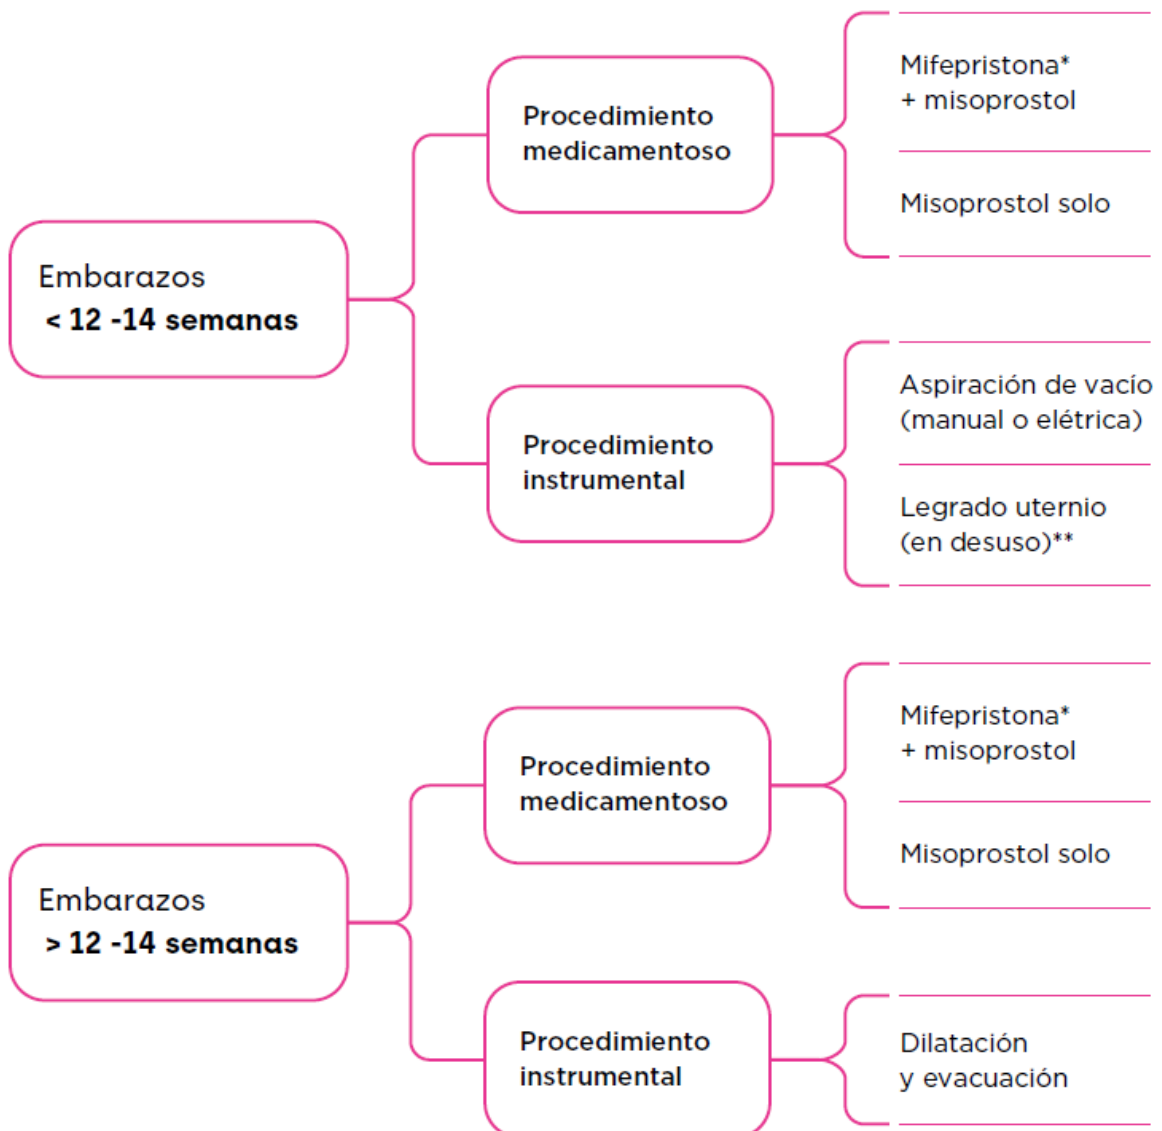 Embarazos
< 12 -14 semanas
Procedimiento
medicamentoso
Mifepristona*
+ misoprostol
Misoprostol solo
Procedimiento
instrumental
Aspiración de vacío
(manual o elétrica)
Legrado uternio
(en desuso)**
Embarazos
> 12 -14 semanas
Procedimiento
medicamentoso
Mifepristona*
+ misoprostol
Misoprostol solo
Procedimiento
instrumental
Dilatación
y evacuación